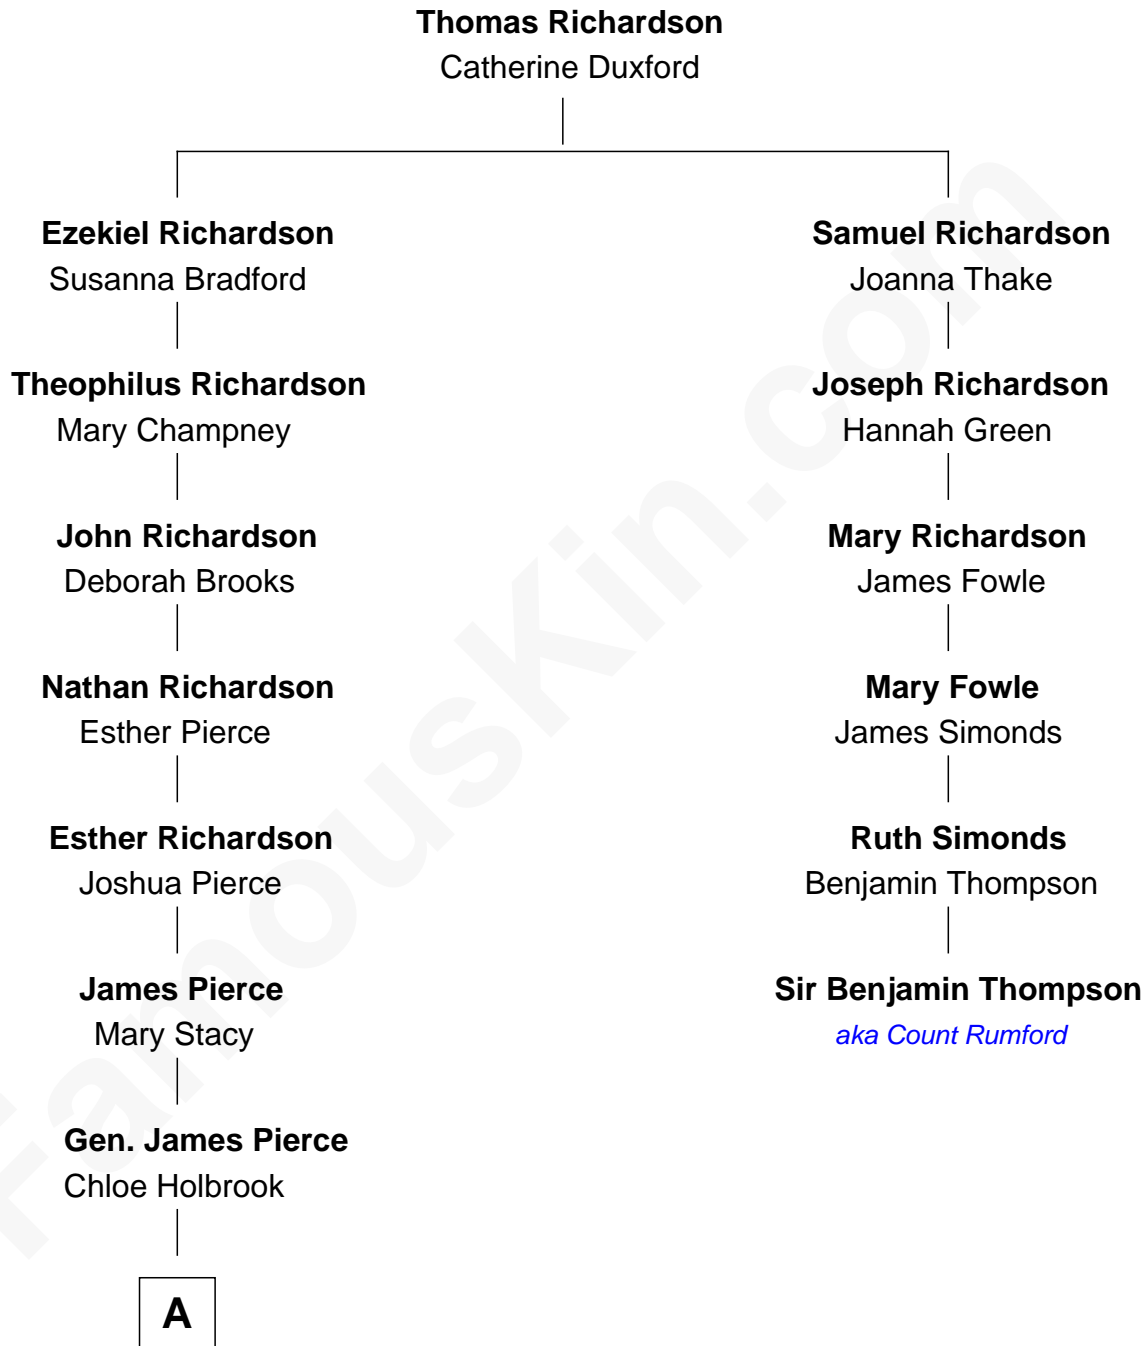 Thomas Richardson
Catherine Duxford
Ezekiel Richardson
Susanna Bradford
Theophilus Richardson
Mary Champney
John Richardson
Deborah Brooks
Nathan Richardson
Esther Pierce
Esther Richardson
Joshua Pierce
James Pierce
Mary Stacy
Gen. James Pierce
Chloe Holbrook
A
Samuel Richardson
Joanna Thake
Joseph Richardson
Hannah Green
Mary Richardson
James Fowle
Mary Fowle
James Simonds
Ruth Simonds
Benjamin Thompson
Sir Benjamin Thompson
aka Count Rumford
FamousKin.com